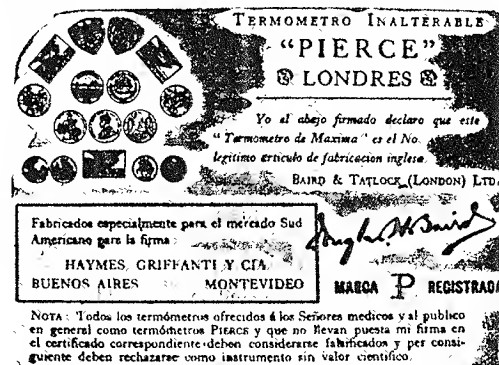 TERMOMETRO INALTERABLE
"PIERCE"
LONDRES
Yo el abajo firmado declaro que este
"Termometro de Maxima" es el No.
legitimo articulo de fabricacion inglesa.
BAIRD & TATLOCK (LONDON) LTD.
Fabricados especialmente para el mercado Sud
Americano para la firma
HAYMES, GRIFFANTI Y CÍA.
BUENOS AIRES MONTEVIDEO
MARCA P REGISTRADA
NOTA: Todos los termómetros ofrecidos á los Señores medicos y al publico
en general como termómetros PIERCE y que no llevan puesta mi firma en
el certificado correspondiente deben considerarse falsificados y por consi-
guiente deben rechazarse como instrumento sin valor cientifico.